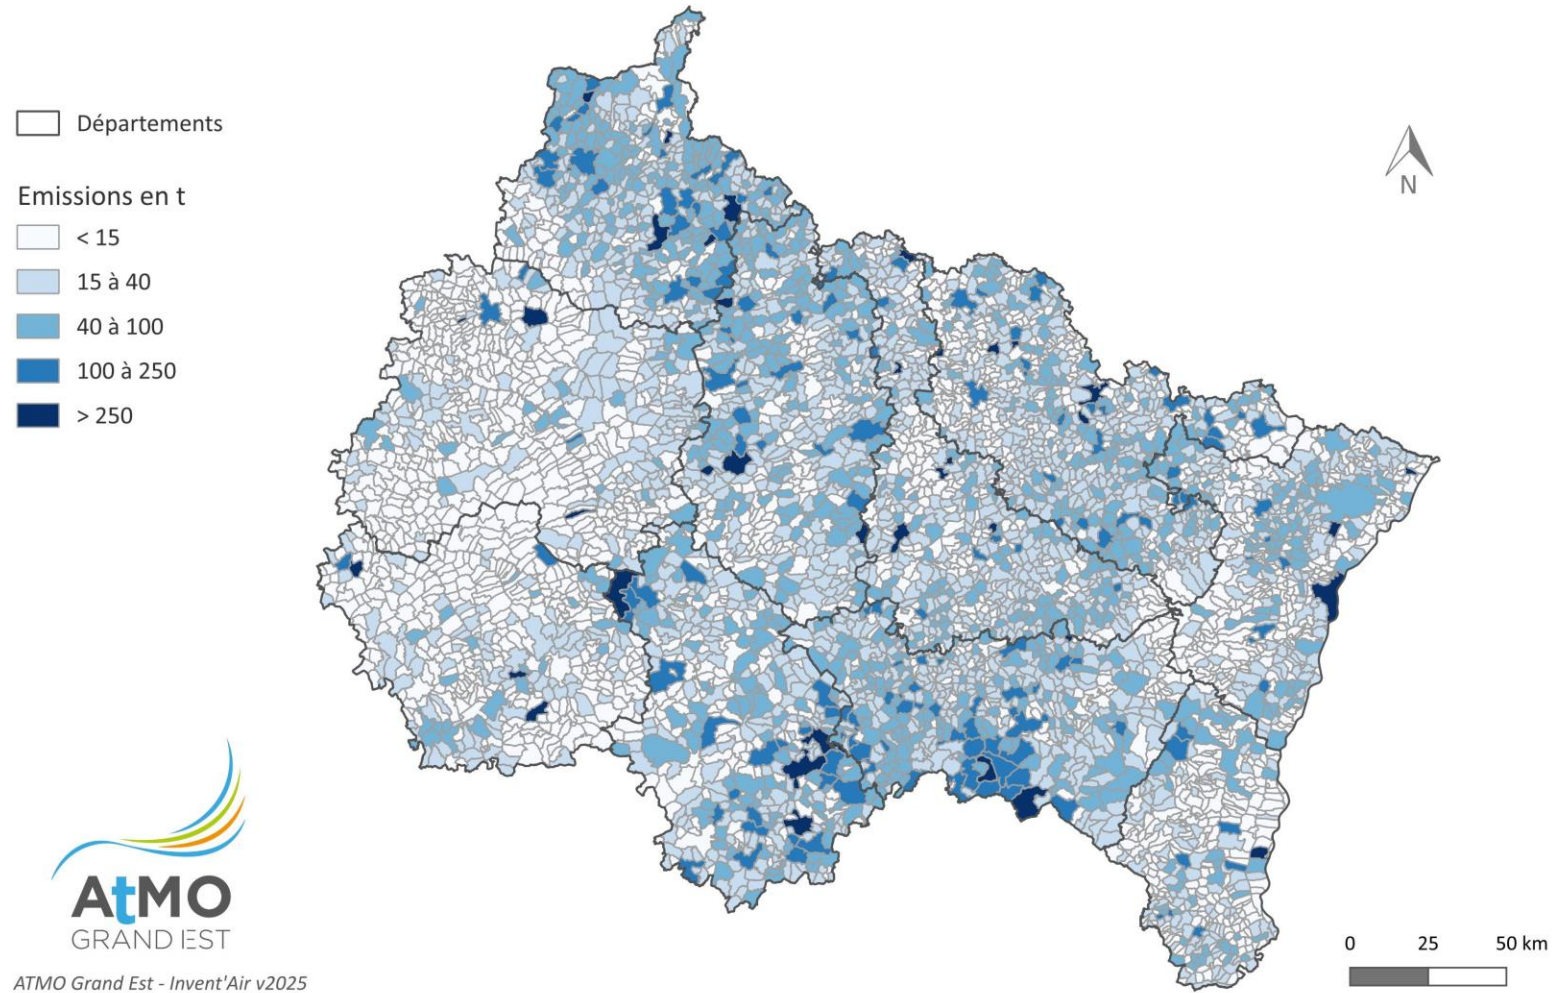 Départements
Emissions en t
< 15
15 à 40
40 à 100
100 à 250
> 250
N
AtMO
GRAND EST
0 25 50 km
ATMO Grand Est - Invent'Air v2025